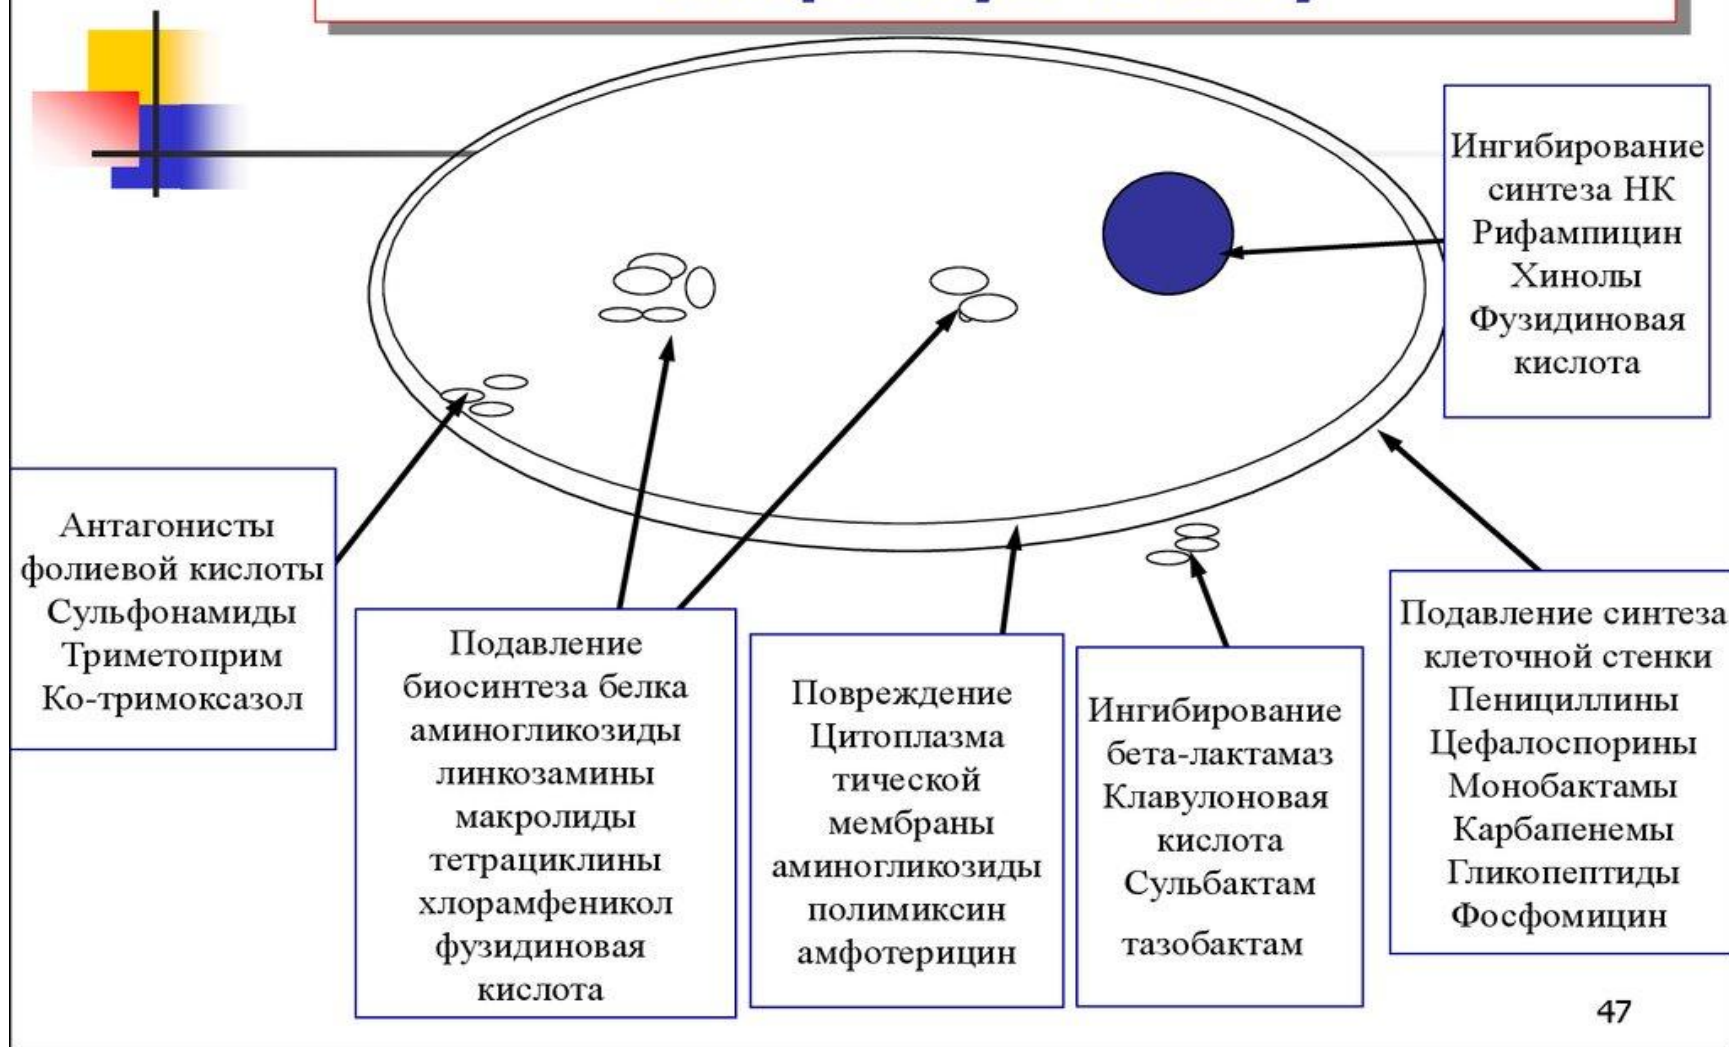 Ингибирование
синтеза НК
Рифампицин
Хинолы
Фузидиновая
кислота
Антагонисты
фолиевой кислоты
Сульфонамиды
Триметоприм
Ко-тримоксазол
Подавление
биосинтеза белка
аминогликозиды
линкозамины
макролиды
тетрациклины
хлорамфеникол
фузидиновая
кислота
Повреждение
Цитоплазма
тической
мембраны
аминогликозиды
полимиксин
амфотерицин
Ингибирование
бета-лактамаз
Клавулоновая
кислота
Сульбактам
тазобактам
Подавление синтеза
клеточной стенки
Пенициллины
Цефалоспорины
Монобактамы
Карбапенемы
Гликопептиды
Фосфомицин
47